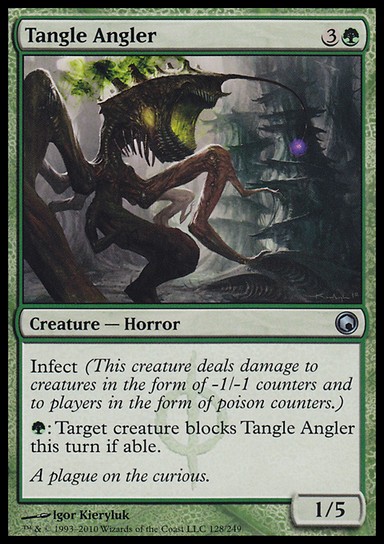 Tangle Angler 3
Creature — Horror
Infect (This creature deals damage to
creatures in the form of -1/-1 counters and
to players in the form of poison counters.)
: Target creature blocks Tangle Angler
this turn if able.
A plague on the curious.
Igor Kieryluk
™ & © 1993–2010 Wizards of the Coast LLC 128/249
1/5